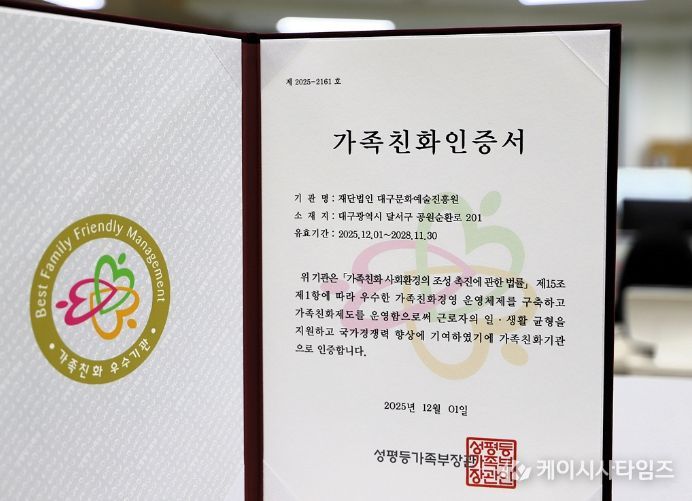 Best Family Friendly Management
가족친화 우수기관
제 2025-2161 호
가족친화인증서
기 관 명 : 재단법인 대구문화예술진흥원
소 재 지 : 대구광역시 달서구 공원순환로 201
유효기간 : 2025.12.01~2028.11.30
위 기관은 「가족친화 사회환경의 조성 촉진에 관한 법률」 제15조
제1항에 따라 우수한 가족친화경영 운영체제를 구축하고
가족친화제도를 운영함으로써 근로자의 일·생활 균형을
지원하고 국가경쟁력 향상에 기여하였기에 가족친화기관
으로 인증합니다.
2025년 12월 01일
성평등가족부장관
성평등
가족부
장관인
케이시사타임즈